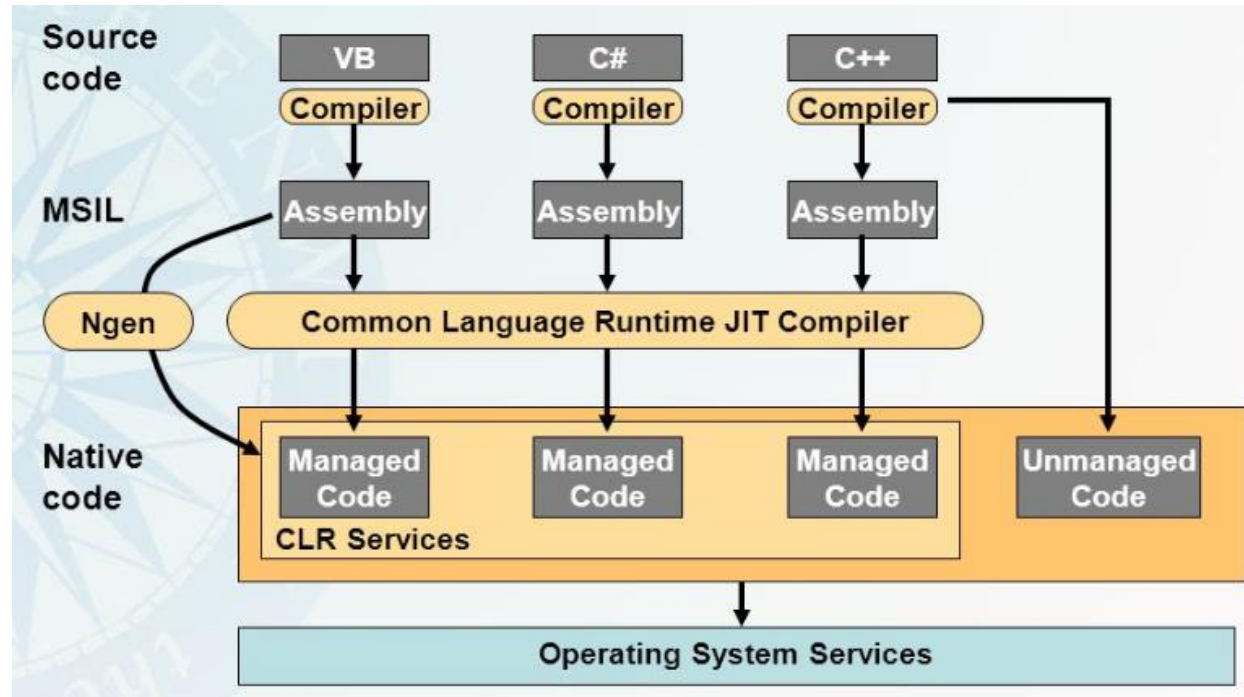 Source
code
VB
C#
C++
Compiler
Compiler
Compiler
MSIL
Assembly
Assembly
Assembly
Ngen
Common Language Runtime JIT Compiler
Native
code
Managed
Code
Managed
Code
Managed
Code
Unmanaged
Code
CLR Services
Operating System Services